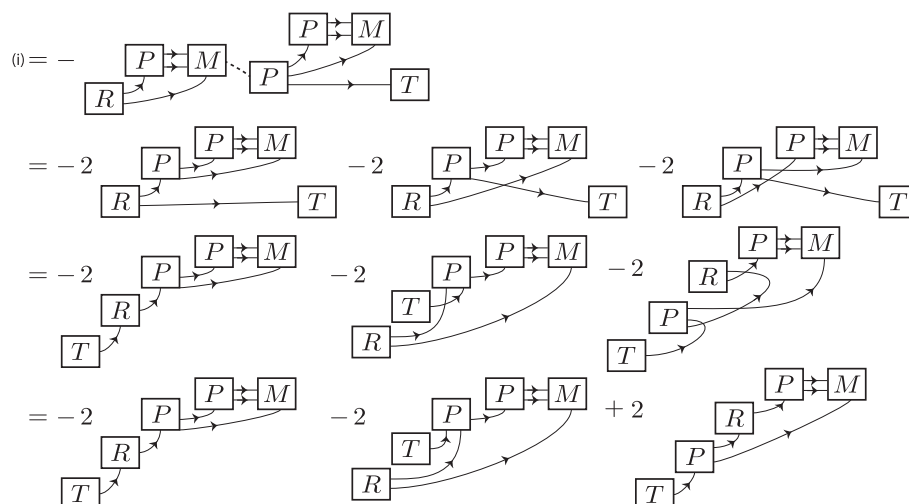 (i) = − R P M P P M T
= − 2 R P P M T − 2 R P P M T − 2 R P P M T
= − 2 T R P P M − 2 R T P P M − 2 T P R P M
= − 2 T R P P M − 2 R T P P M + 2 T P R P M